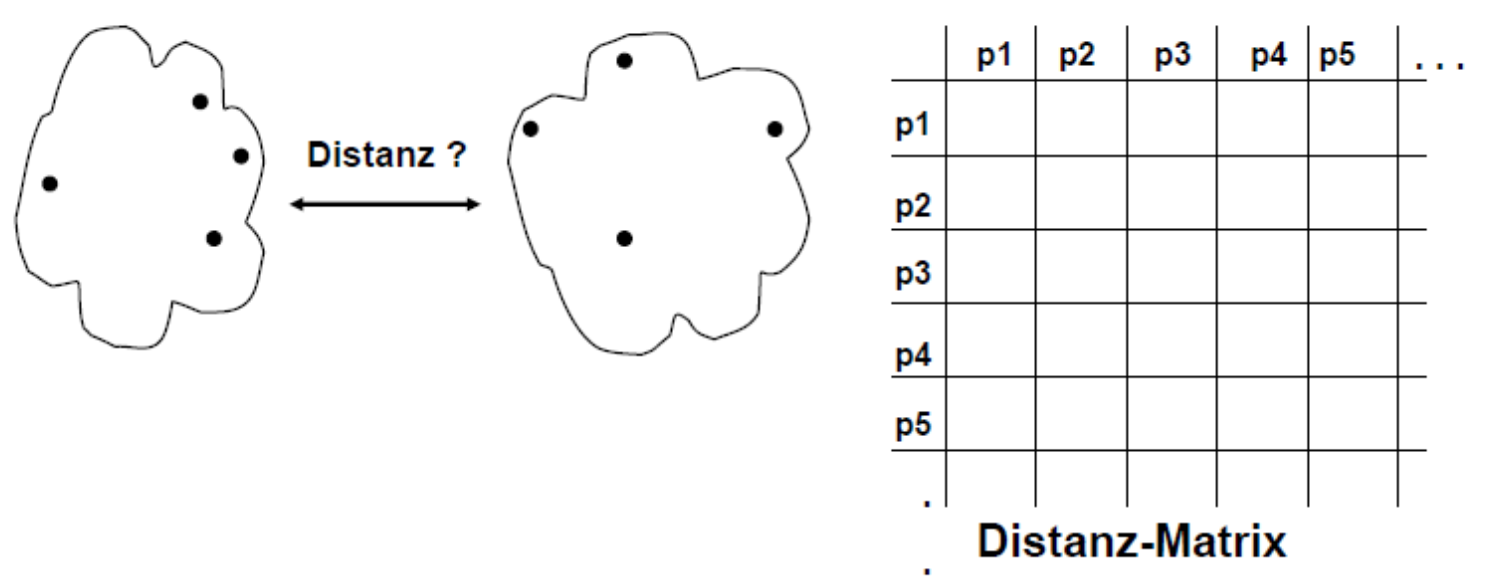 Distanz ?
p1 p2 p3 p4 p5 . . .
p1
p2
p3
p4
p5
.
Distanz-Matrix
.